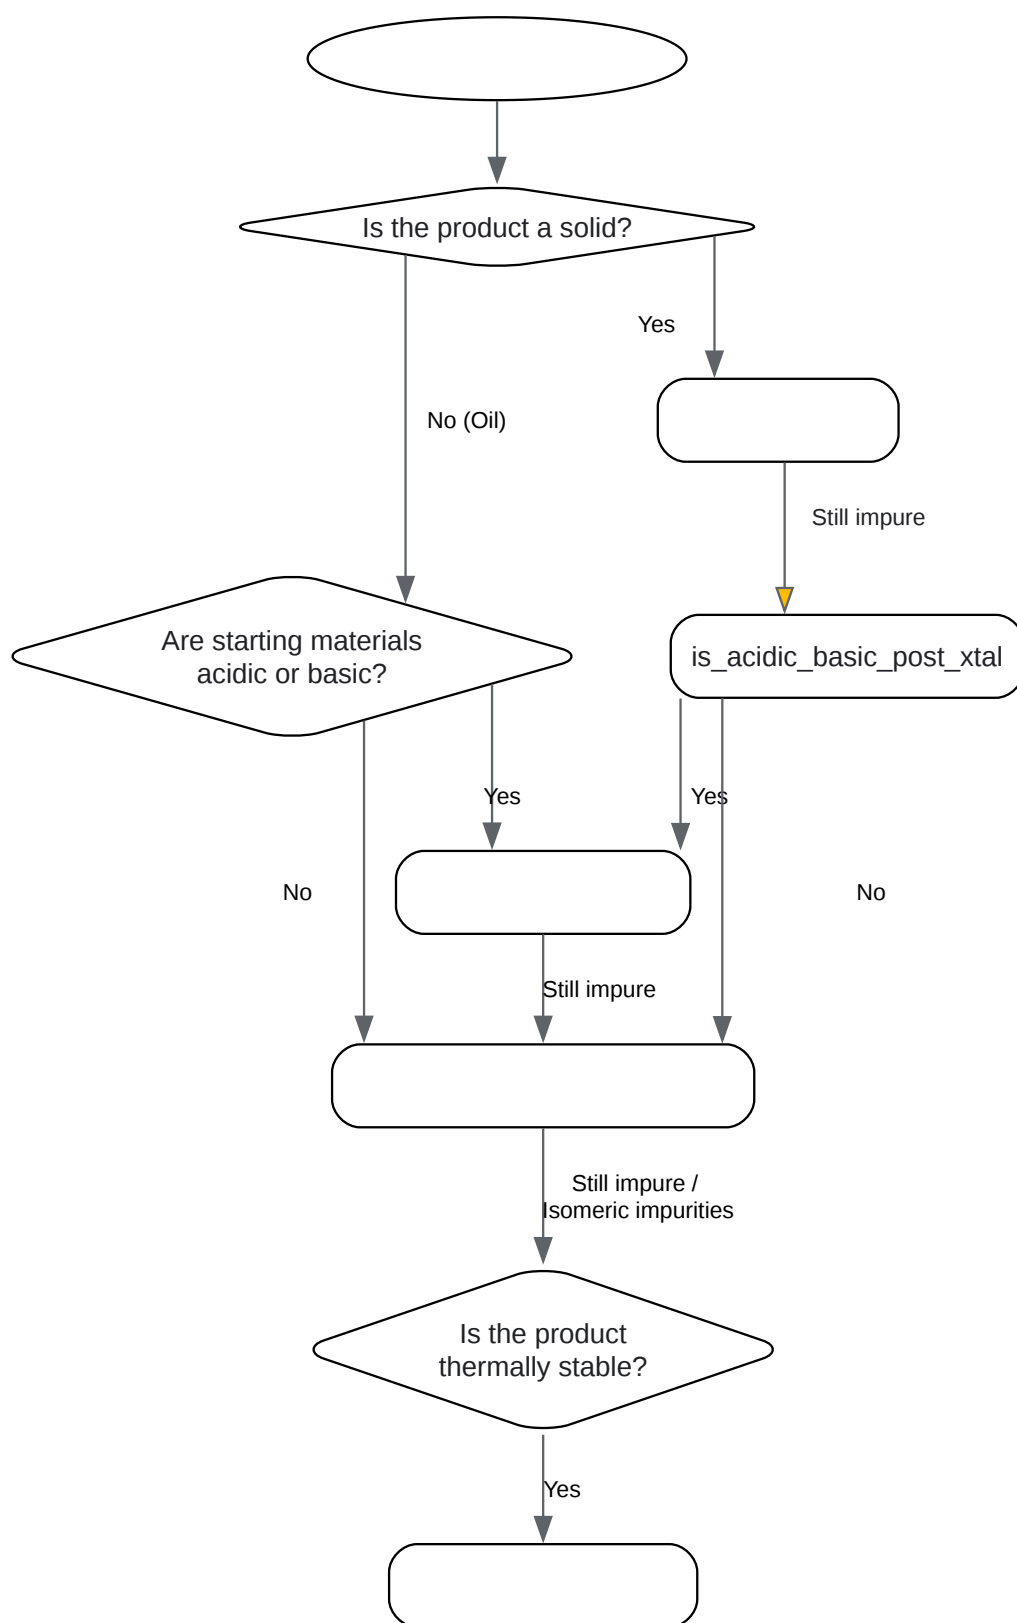 Is the product a solid?
Yes
No (Oil)
Still impure
Are starting materials
acidic or basic?
is_acidic_basic_post_xtal
Yes
Yes
No
No
Still impure
Still impure /
Isomeric impurities
Is the product
thermally stable?
Yes